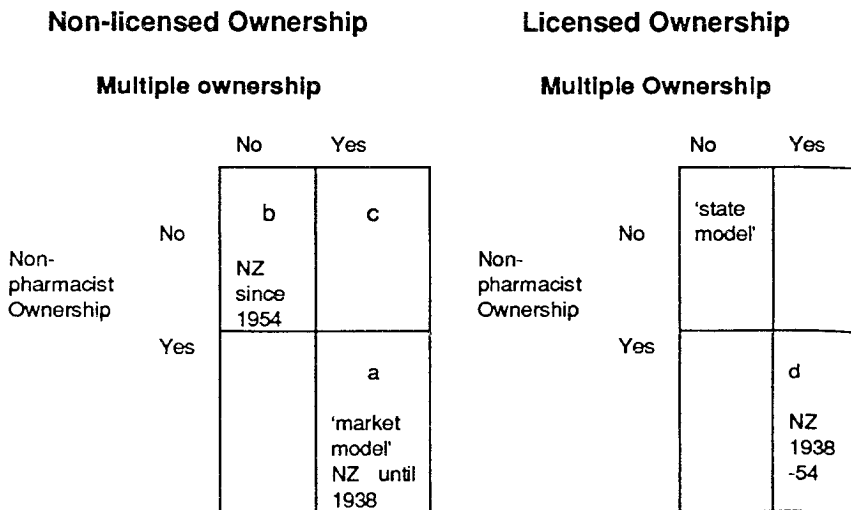 Non-licensed Ownership
Licensed Ownership
Multiple ownership
Multiple Ownership
No Yes
No Yes
b c
'state
model'
No
No
Non-
pharmacist
Ownership
NZ
since
1954
Non-
pharmacist
Ownership
Yes
Yes
a
d
'market
model'
NZ until
1938
NZ
1938
-54